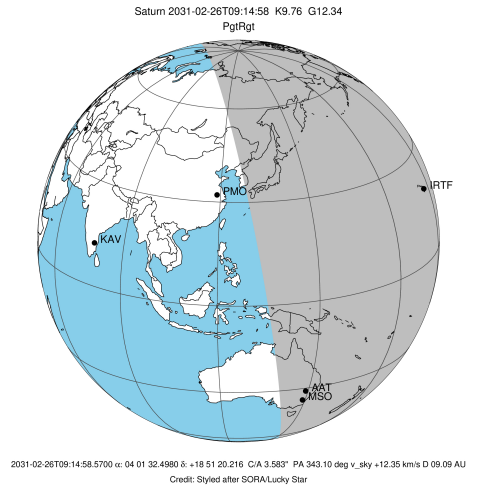 Saturn 2031-02-26T09:14:58 K9.76 G12.34
PgtRgt
IRTF
PMO
KAV
AAT
MSO
2031-02-26T09:14:58.5700 α: 04 01 32.4980 δ: +18 51 20.216 C/A 3.583" PA 343.10 deg v_sky +12.35 km/s D 09.09 AU
Credit: Styled after SORA/Lucky Star